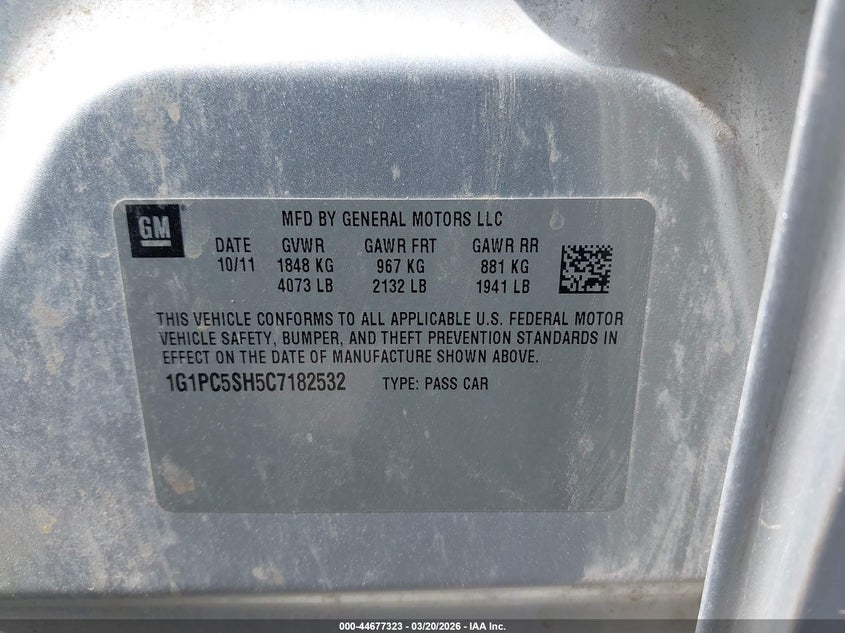 GM
MFD BY GENERAL MOTORS LLC
DATE GVWR GAWR FRT GAWR RR
10/11 1848 KG 967 KG 881 KG
4073 LB 2132 LB 1941 LB
THIS VEHICLE CONFORMS TO ALL APPLICABLE U.S. FEDERAL MOTOR
VEHICLE SAFETY, BUMPER, AND THEFT PREVENTION STANDARDS IN
EFFECT ON THE DATE OF MANUFACTURE SHOWN ABOVE.
1G1PC5SH5C7182532 TYPE: PASS CAR
000-44677323 — 03/20/2026 — IAA Inc.